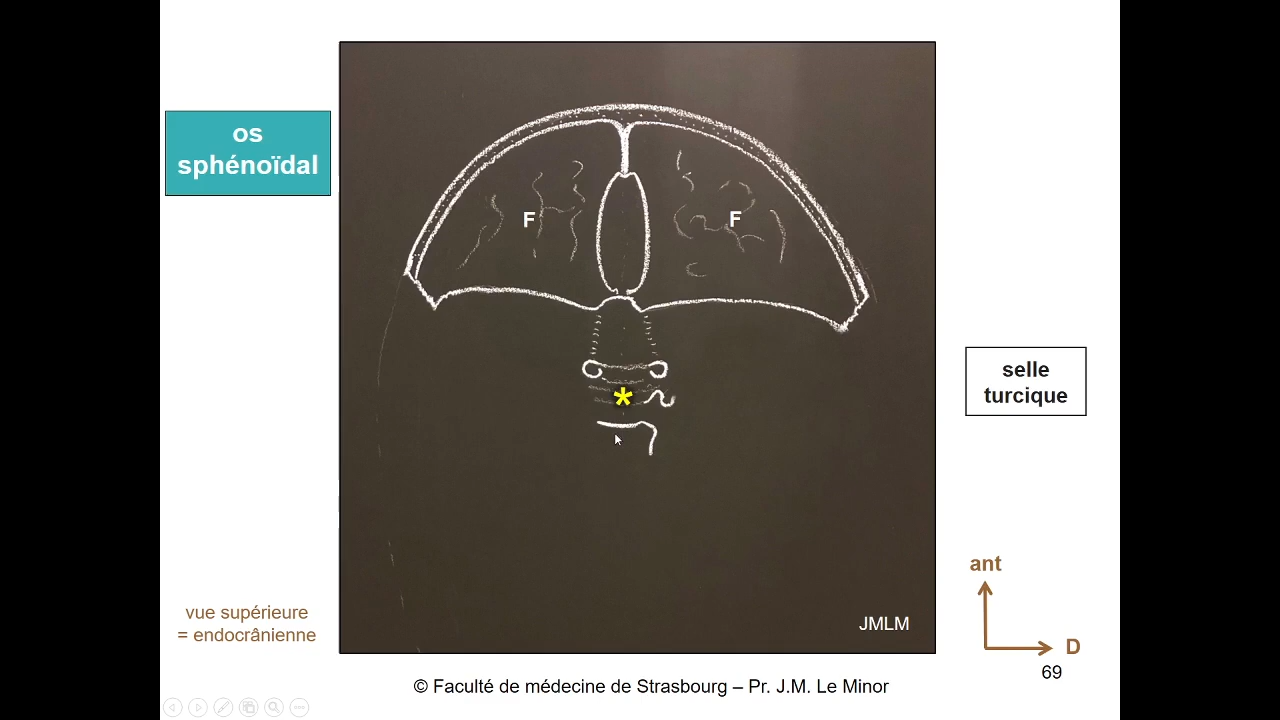 os
sphénoïdal
F
F
selle
turcique
*
ant
D
vue supérieure
= endocrânienne
JMLM
69
© Faculté de médecine de Strasbourg – Pr. J.M. Le Minor